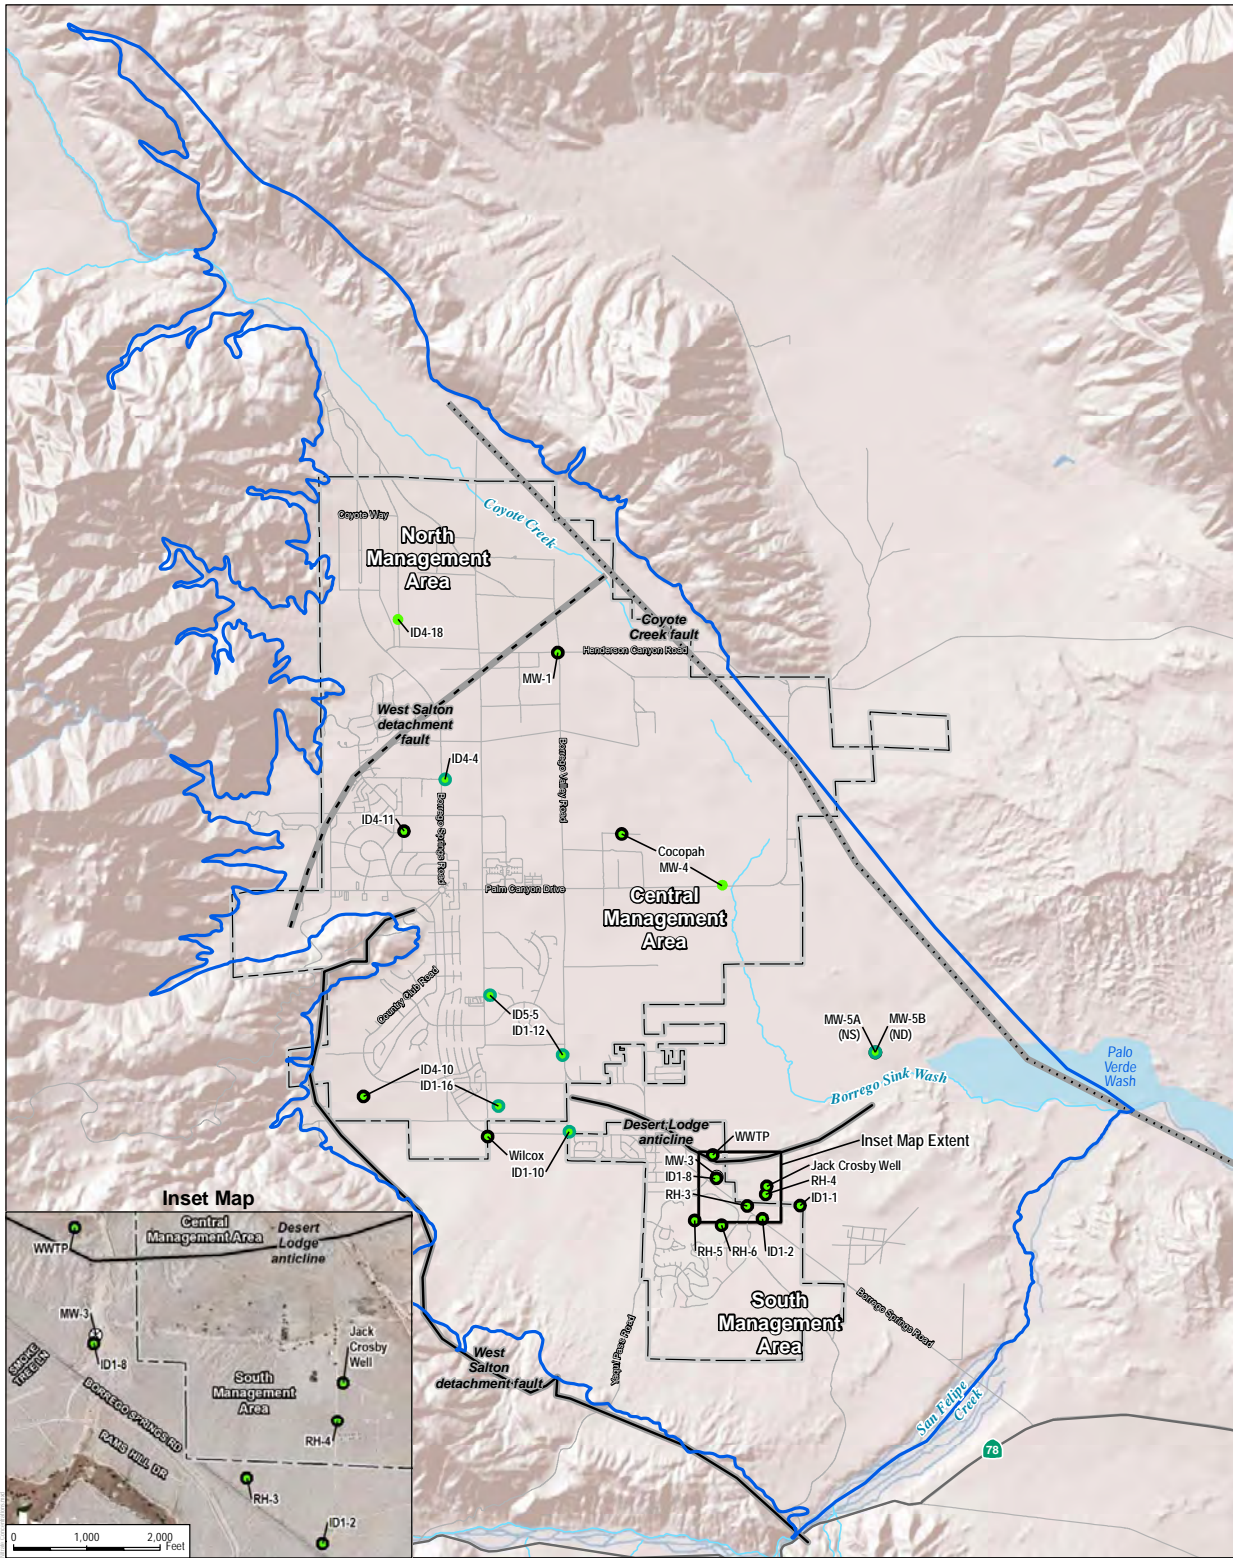 Coyote Way
North
Management
Area
Coyote Creek
ID4-18
Coyote
Creek fault
Henderson Canyon Road
MW-1
West Salton
detachment
fault
ID4-4
Borrego Valley Road
Borrego Springs Road
ID4-11
Cocopah
MW-4
Palm Canyon Drive
Central
Management
Area
County Club Road
ID5-5
ID1-12
MW-5A
(NS)
MW-5B
(ND)
Palo
Verde
Wash
ID4-10
ID1-16
Borrego Sink Wash
Desert Lodge
anticline
WWTP
Inset Map Extent
Wilcox
ID1-10
MW-3
ID1-8
RH-3
Jack Crosby Well
RH-4
ID1-1
RH-5
RH-6
ID1-2
South
Management
Area
Borrego Springs Road
Yaqui Pass Road
West
Salton
detachment fault
San Felipe
Creek
78
Inset Map
Central
Management Area
Desert
Lodge
anticline
WWTP
MW-3
ID1-8
Jack
Crosby
Well
SMOKE
TREE LN
South
Management
Area
BORREGO SPRINGS RD
RAMS HILL DR
RH-4
RH-3
ID1-2
0 1,000 2,000
Feet